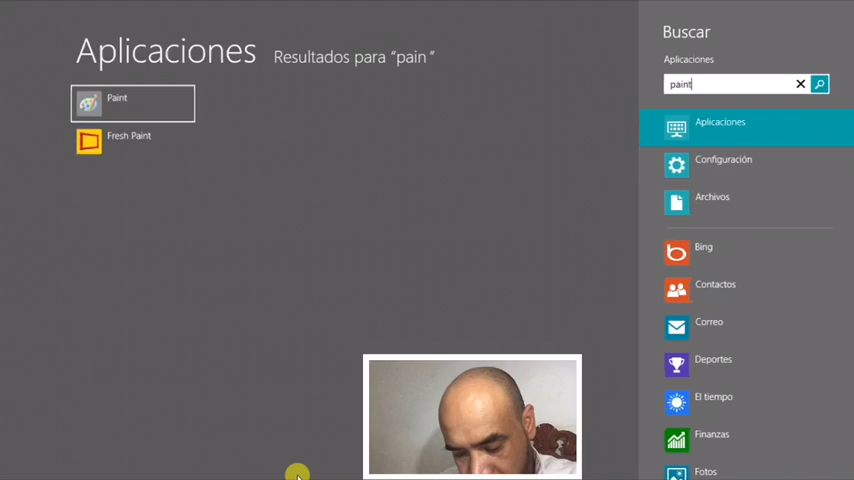 Aplicaciones Resultados para “pain”
Paint
Fresh Paint
Buscar
Aplicaciones
paint
Aplicaciones
Configuración
Archivos
Bing
Contactos
Correo
Deportes
El tiempo
Finanzas
Fotos